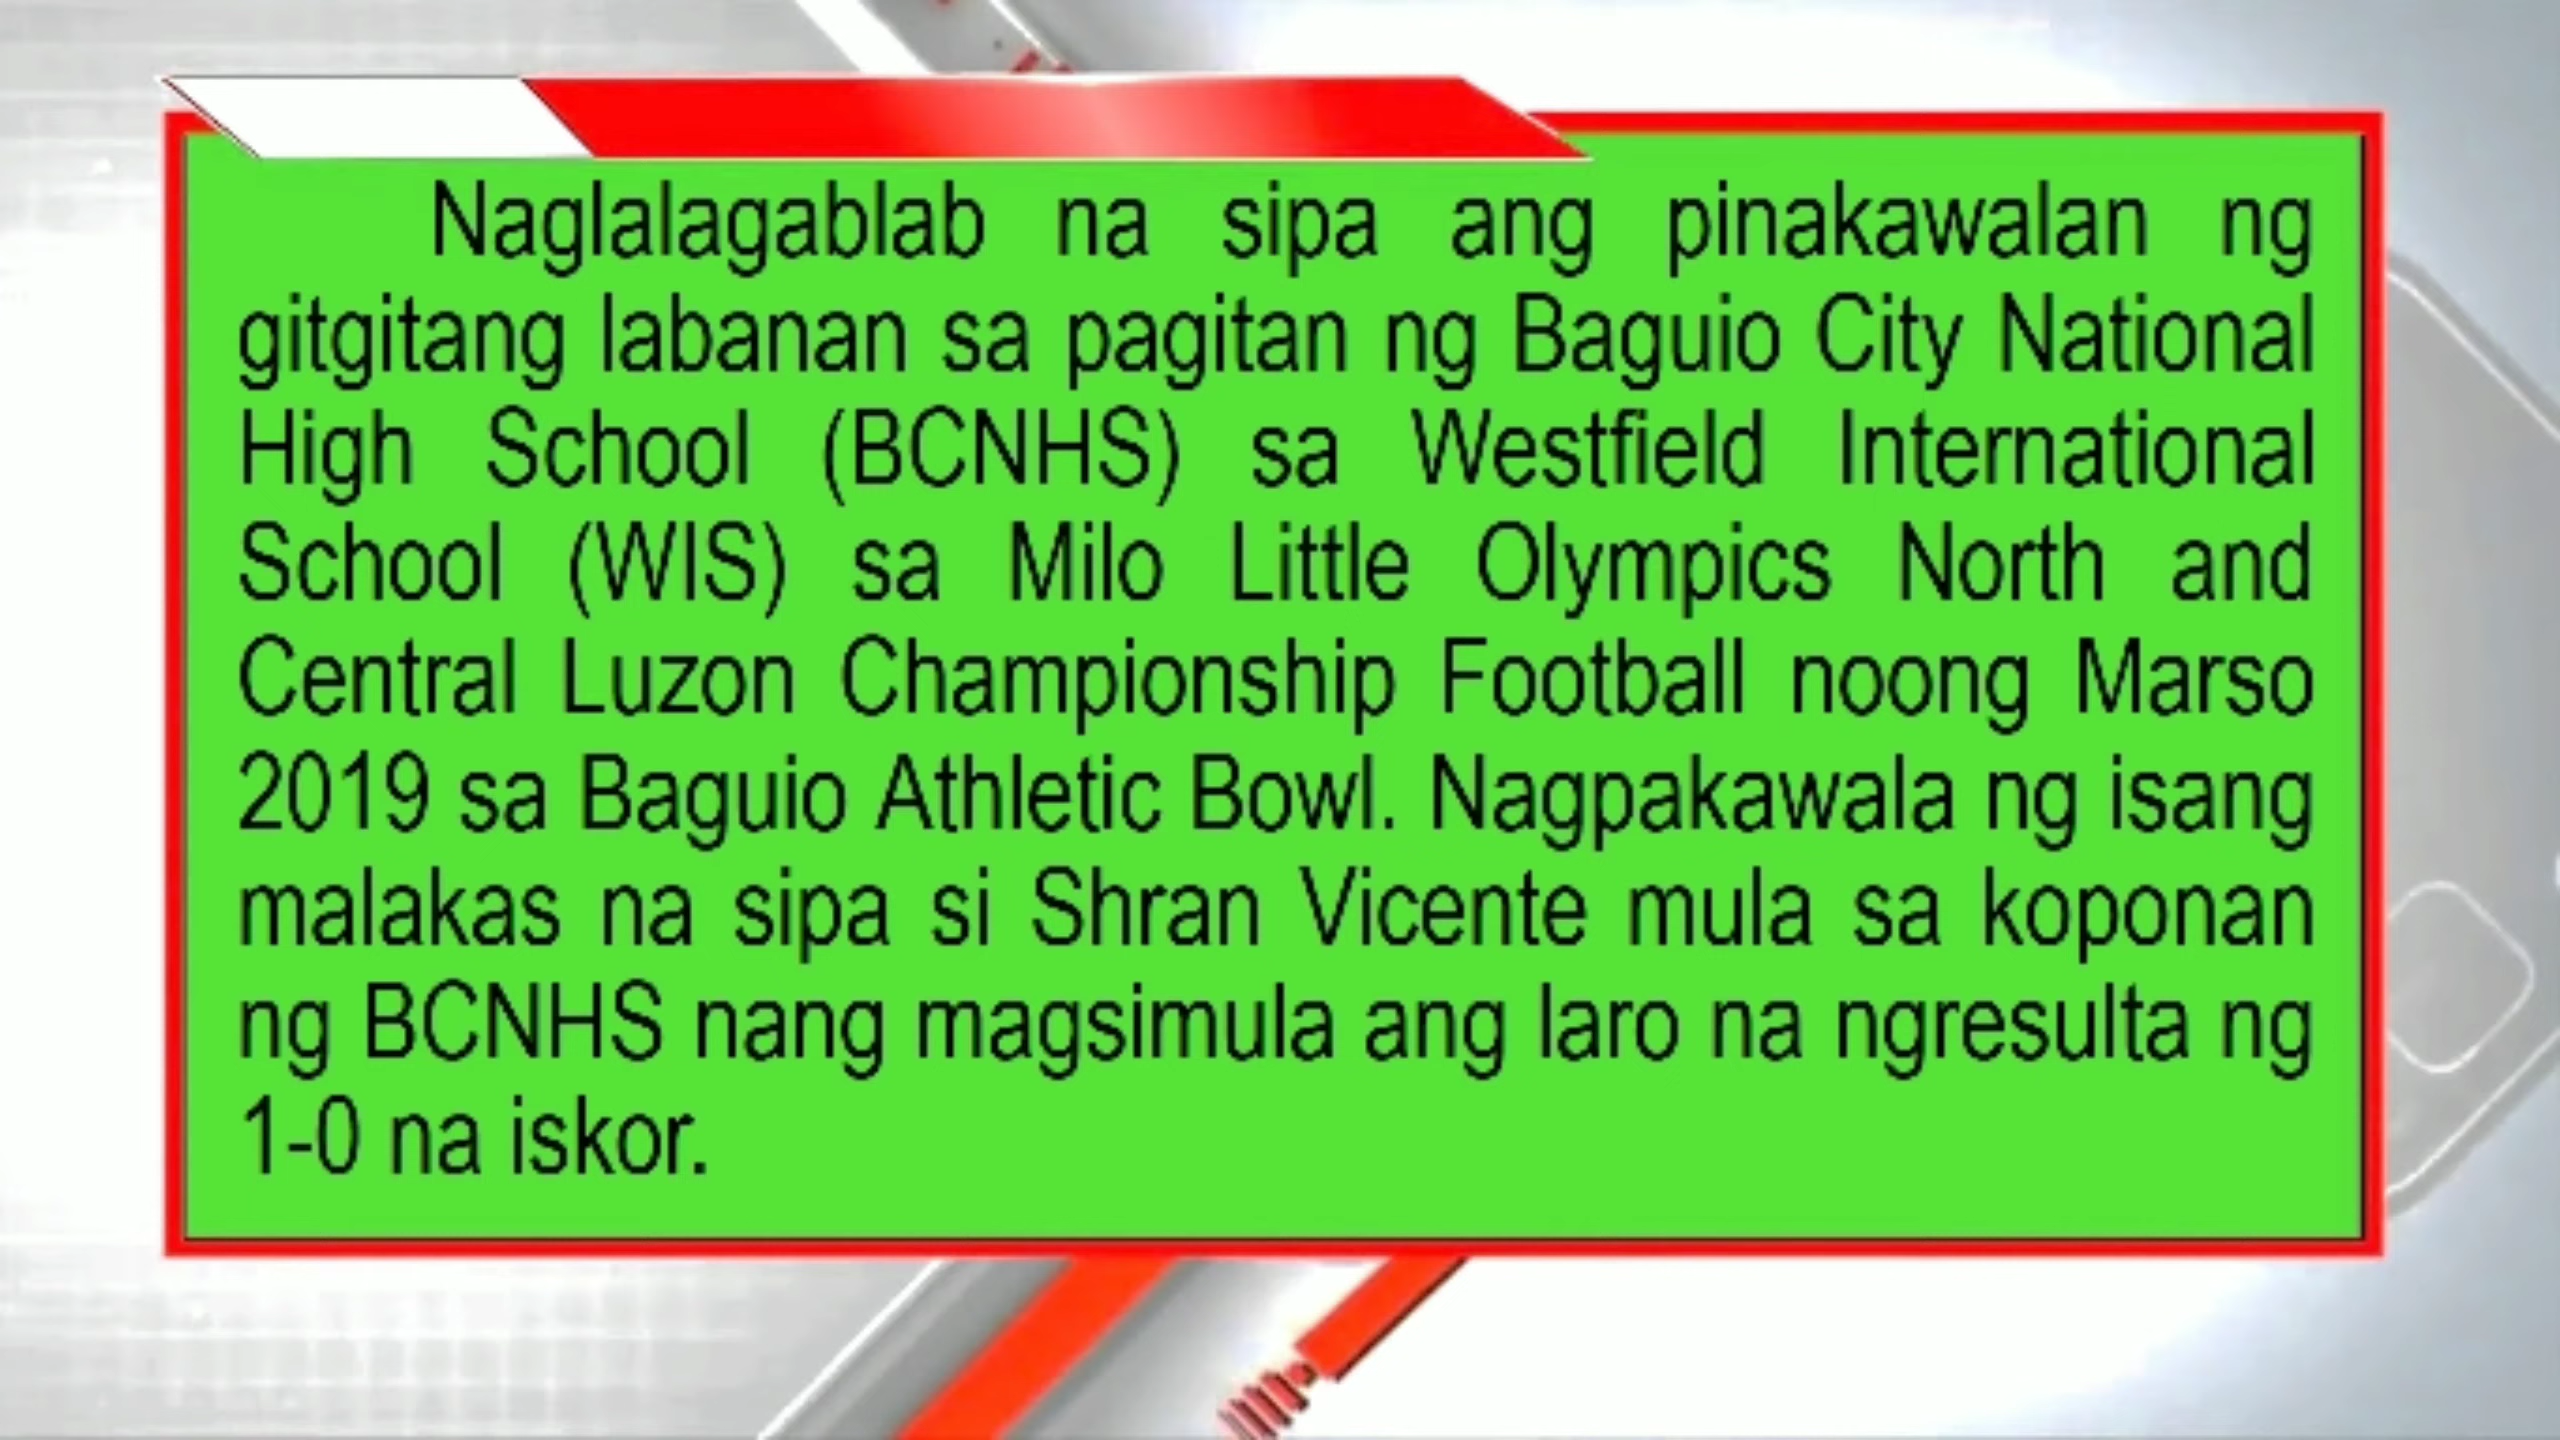 Naglalagablab na sipa ang pinakawalan ng
gitgitang labanan sa pagitan ng Baguio City National
High School (BCNHS) sa Westfield International
School (WIS) sa Milo Little Olympics North and
Central Luzon Championship Football noong Marso
2019 sa Baguio Athletic Bowl. Nagpakawala ng isang
malakas na sipa si Shran Vicente mula sa koponan
ng BCNHS nang magsimula ang laro na ngresulta ng
1-0 na iskor.